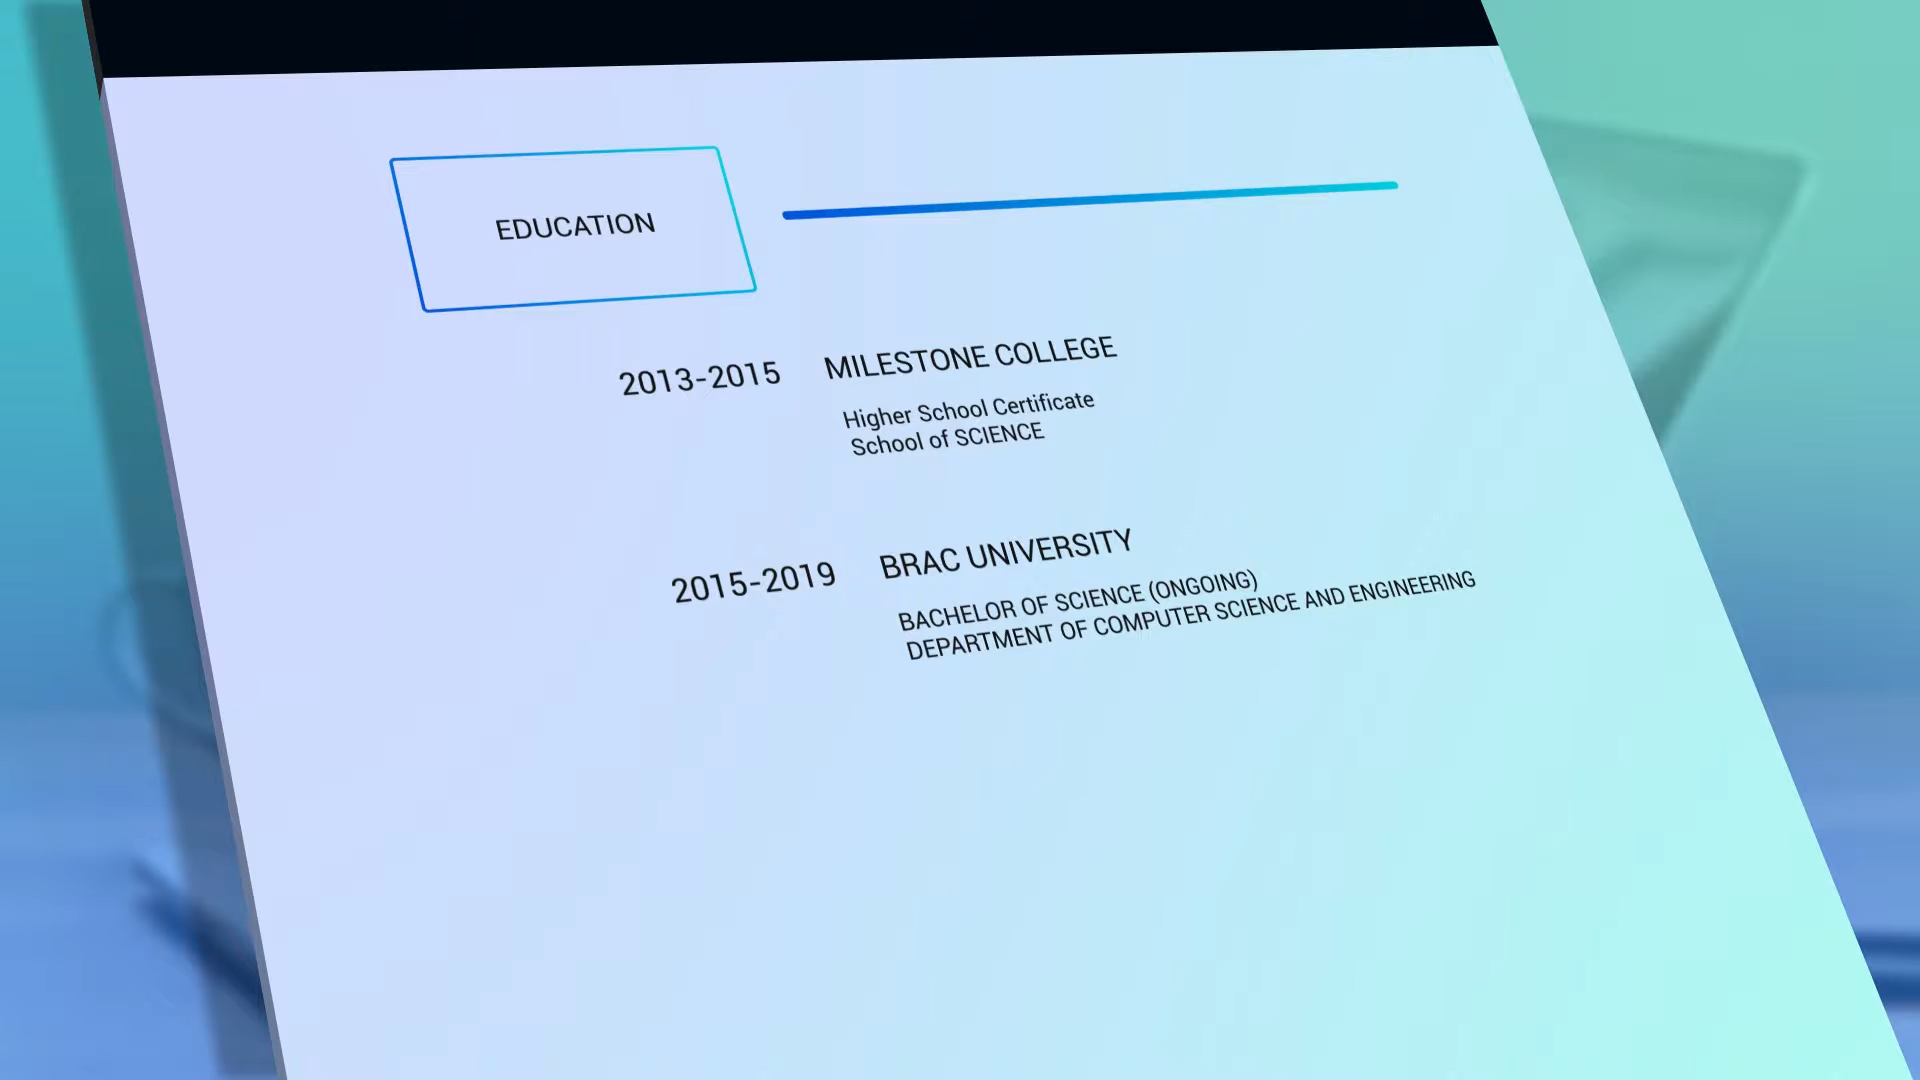 EDUCATION
2013-2015 MILESTONE COLLEGE
Higher School Certificate
School of SCIENCE
2015-2019 BRAC UNIVERSITY
BACHELOR OF SCIENCE (ONGOING)
DEPARTMENT OF COMPUTER SCIENCE AND ENGINEERING